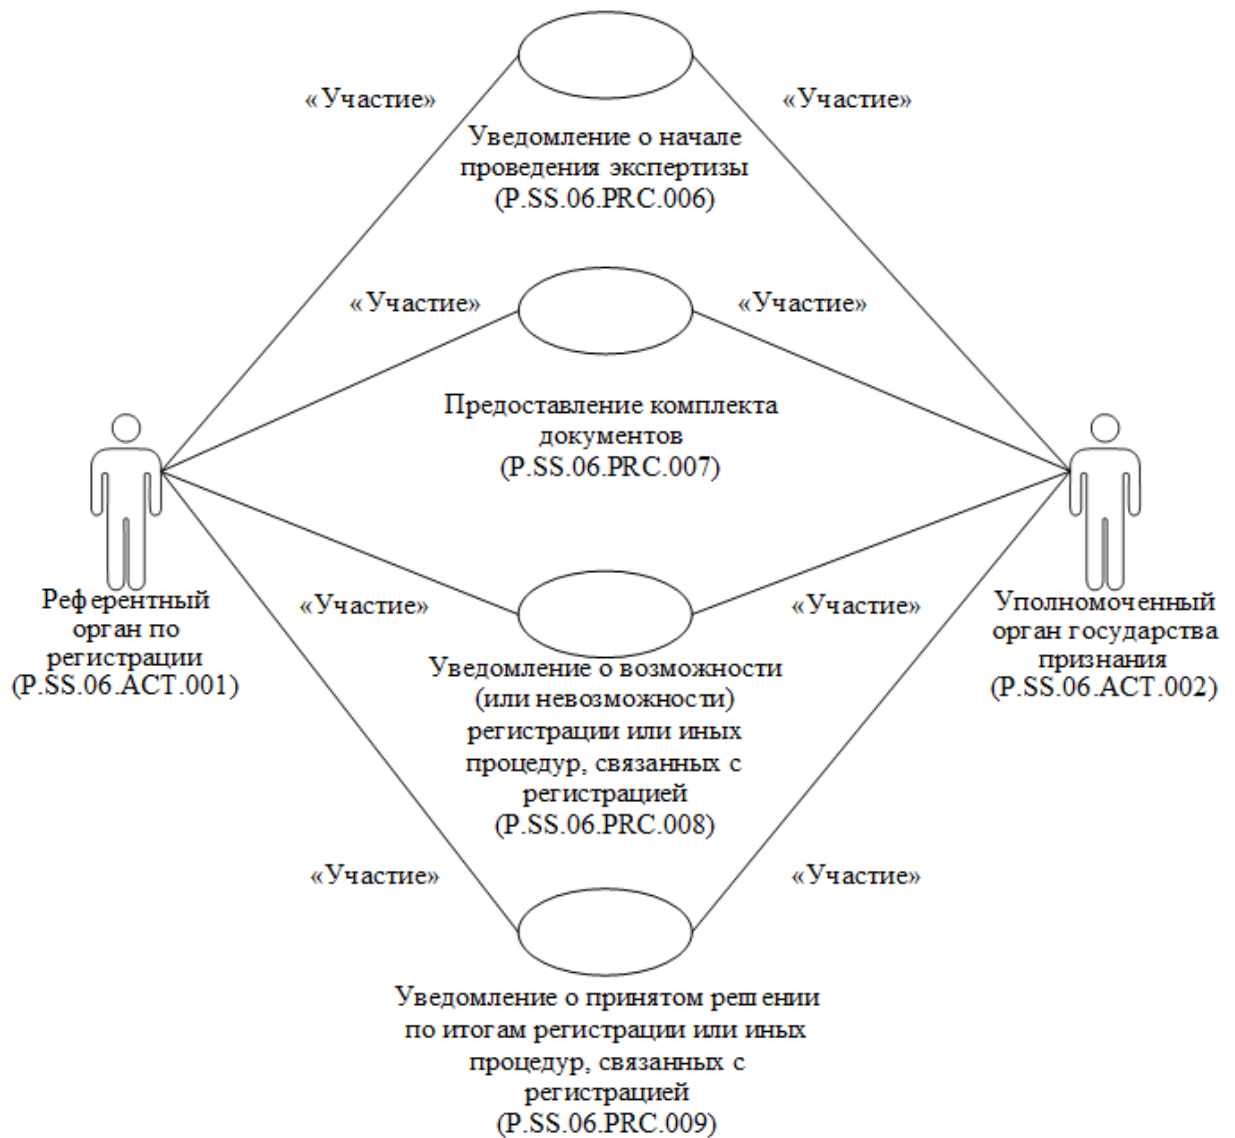 «Участие»
«Участие»
Уведомление о начале
проведения экспертизы
(P.SS.06.PRC.006)
«Участие»
«Участие»
Предоставление комплекта
документов
(P.SS.06.PRC.007)
Референтный
орган по
регистрации
(P.SS.06.ACT.001)
Уполномоченный
орган государства
признания
(P.SS.06.ACT.002)
«Участие»
«Участие»
Уведомление о возможности
(или невозможности)
регистрации или иных
процедур, связанных с
регистрацией
(P.SS.06.PRC.008)
«Участие»
«Участие»
Уведомление о принятом решении
по итогам регистрации или иных
процедур, связанных с
регистрацией
(P.SS.06.PRC.009)